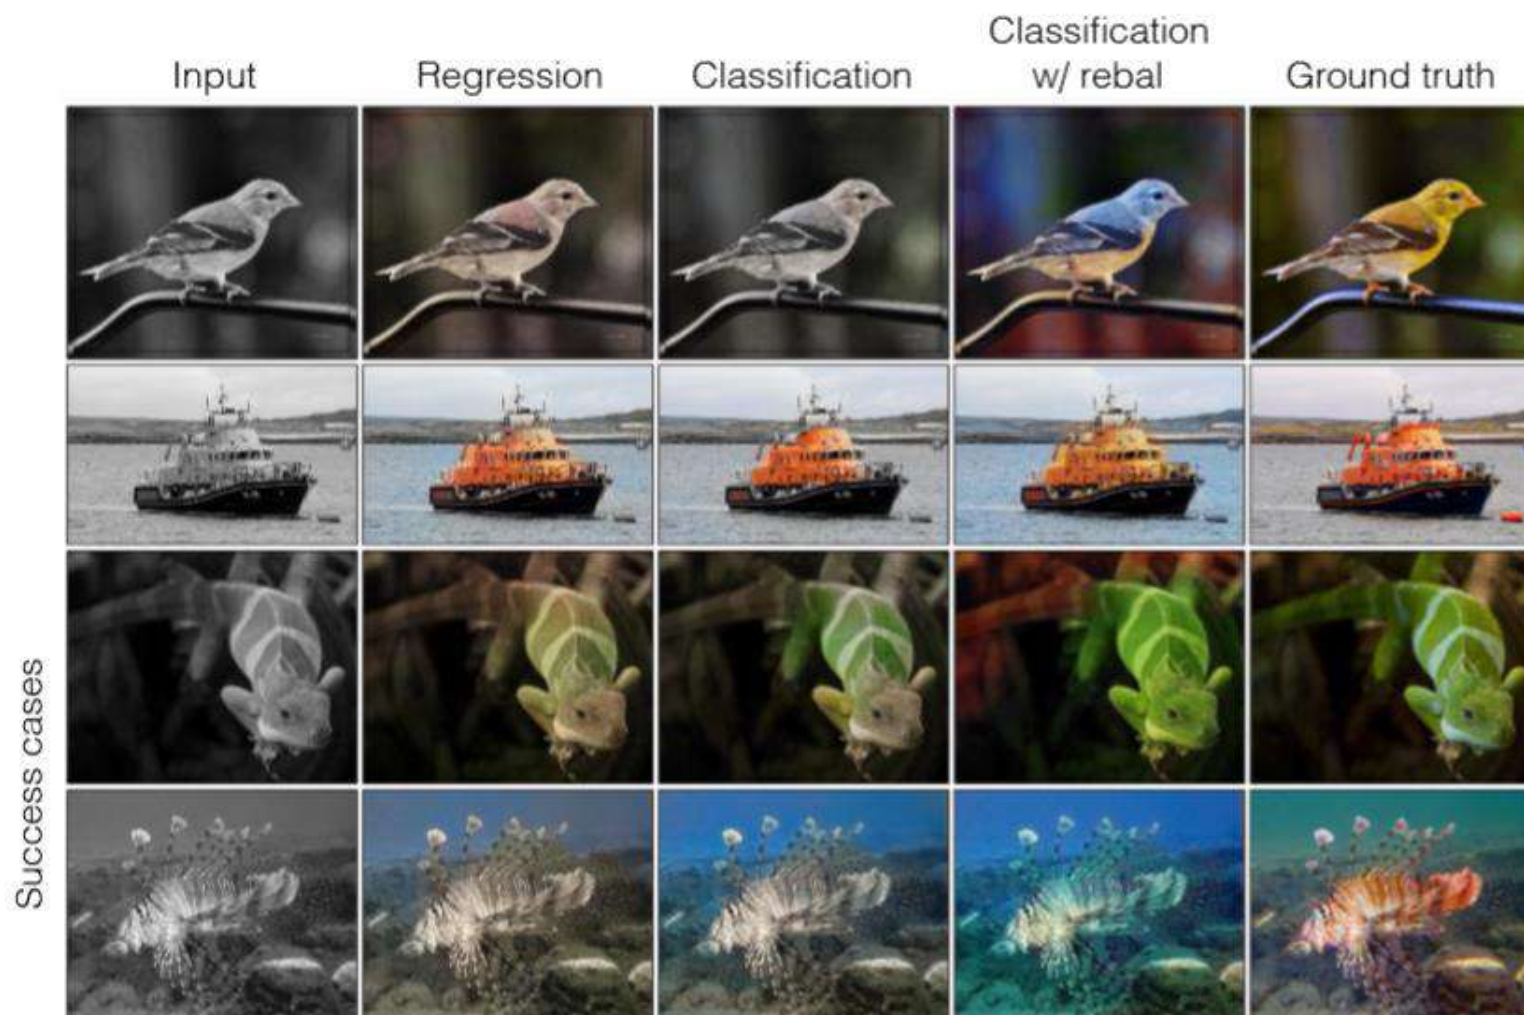 Input
Regression
Classification
Classification
w/ rebal
Ground truth
Success cases